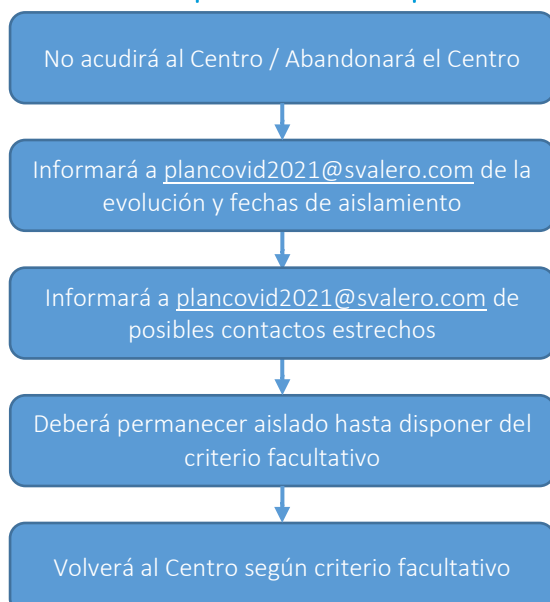 No acudirá al Centro / Abandonará el Centro
Informará a plancovid2021@svalero.com de la
evolución y fechas de aislamiento
Informará a plancovid2021@svalero.com de
posibles contactos estrechos
Deberá permanecer aislado hasta disponer del
criterio facultativo
Volverá al Centro según criterio facultativo